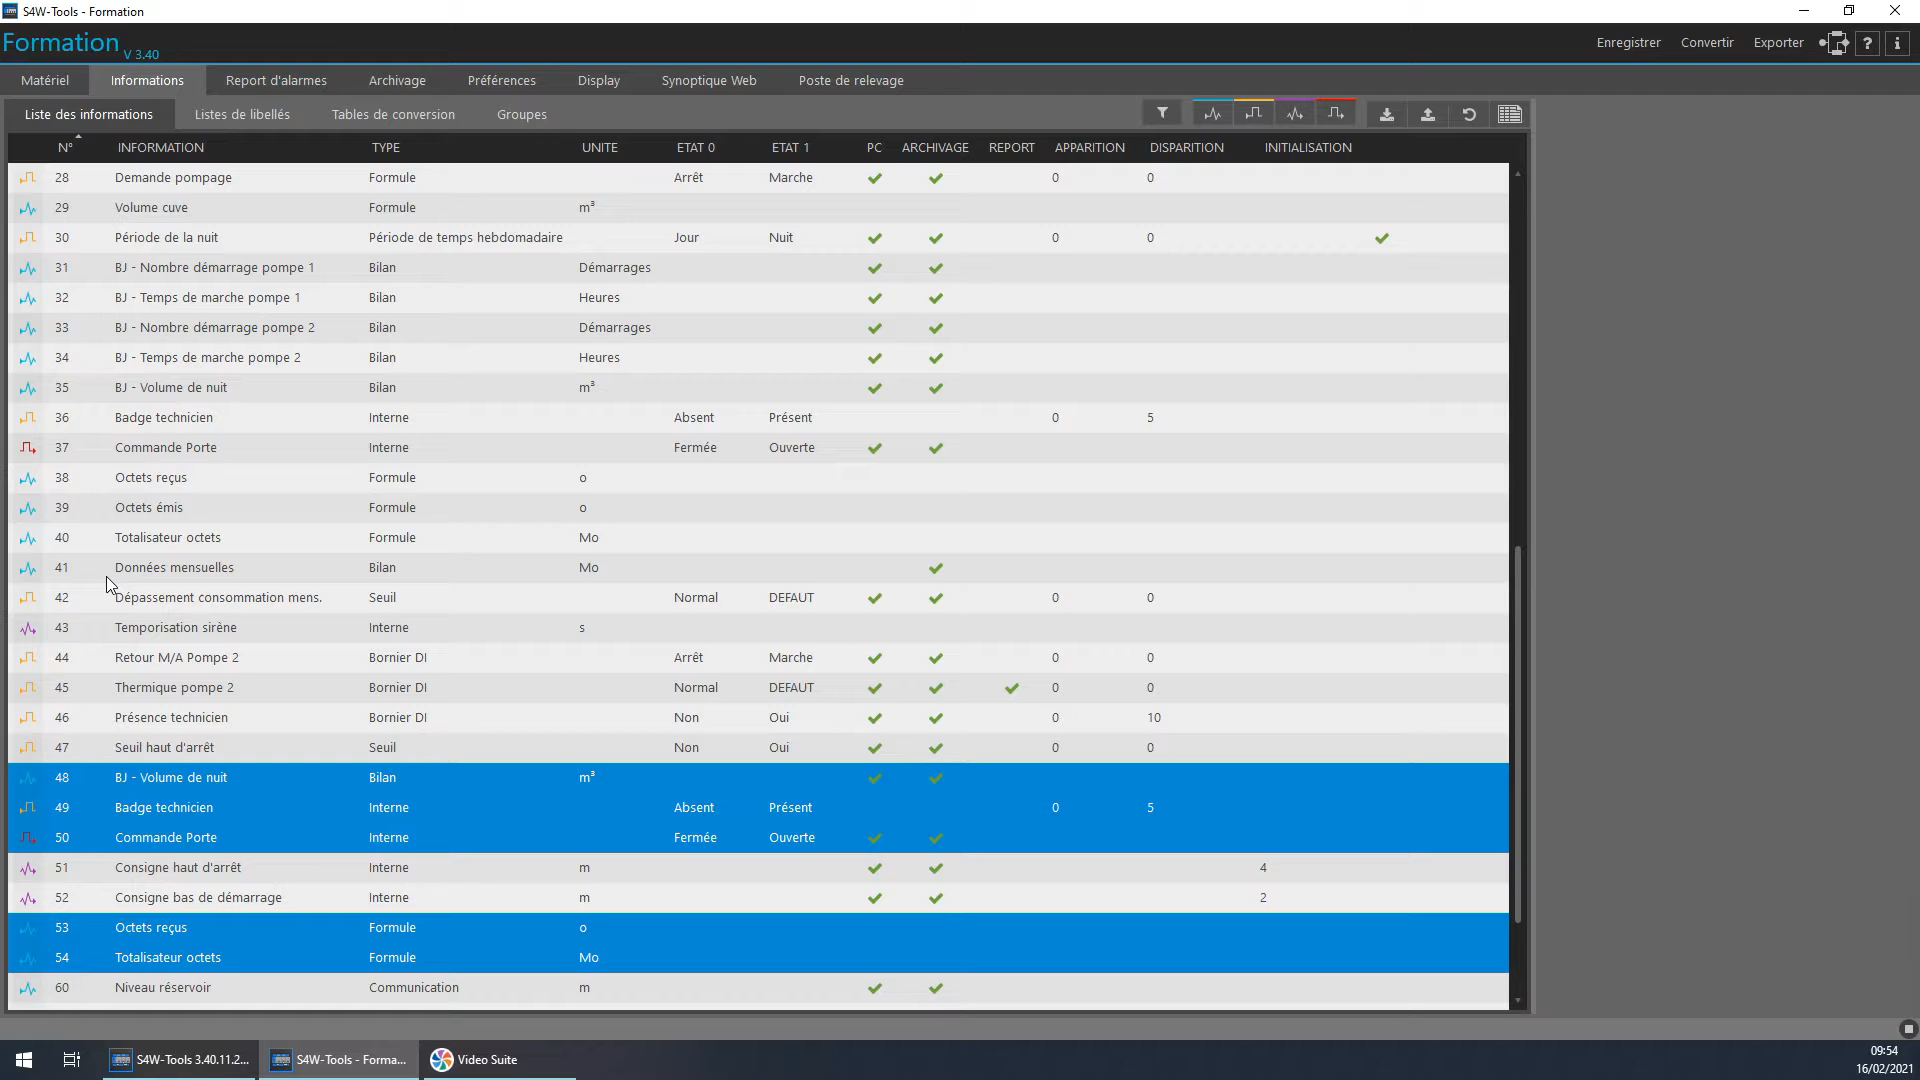 S4W-Tools - Formation
Formation V 3.40
Enregistrer Convertir Exporter ? i
Matériel Informations Report d'alarmes Archivage Préférences Display Synoptique Web Poste de relevage
Liste des informations Listes de libellés Tables de conversion Groupes
N° INFORMATION TYPE UNITE ETAT 0 ETAT 1 PC ARCHIVAGE REPORT APPARITION DISPARITION INITIALISATION
28 Demande pompage Formule Arrêt Marche 0 0
29 Volume cuve Formule m³
30 Période de la nuit Période de temps hebdomadaire Jour Nuit 0 0
31 BJ - Nombre démarrage pompe 1 Bilan Démarrages
32 BJ - Temps de marche pompe 1 Bilan Heures
33 BJ - Nombre démarrage pompe 2 Bilan Démarrages
34 BJ - Temps de marche pompe 2 Bilan Heures
35 BJ - Volume de nuit Bilan m³
36 Badge technicien Interne Absent Présent 0 5
37 Commande Porte Interne Fermée Ouverte
38 Octets reçus Formule o
39 Octets émis Formule o
40 Totalisateur octets Formule Mo
41 Données mensuelles Bilan Mo
42 Dépassement consommation mens. Seuil Normal DEFAUT 0 0
43 Temporisation sirène Interne s
44 Retour M/A Pompe 2 Bornier DI Arrêt Marche 0 0
45 Thermique pompe 2 Bornier DI Normal DEFAUT 0 0
46 Présence technicien Bornier DI Non Oui 0 10
47 Seuil haut d'arrêt Seuil Non Oui 0 0
48 BJ - Volume de nuit Bilan m³
49 Badge technicien Interne Absent Présent 0 5
50 Commande Porte Interne Fermée Ouverte
51 Consigne haut d'arrêt Interne m 4
52 Consigne bas de démarrage Interne m 2
53 Octets reçus Formule o
54 Totalisateur octets Formule Mo
60 Niveau réservoir Communication m
S4W-Tools 3.40.11.2... S4W-Tools - Forma... Video Suite
09:54
16/02/2021